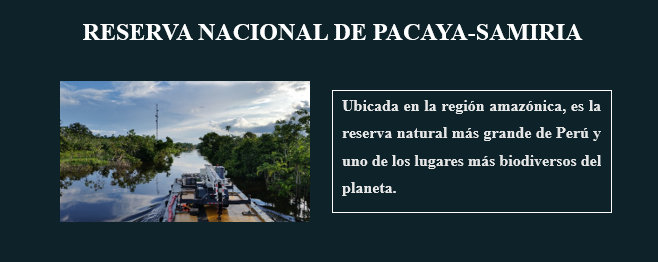 RESERVA NACIONAL DE PACAYA-SAMIRIA
Ubicada en la región amazónica, es la
reserva natural más grande de Perú y
uno de los lugares más biodiversos del
planeta.